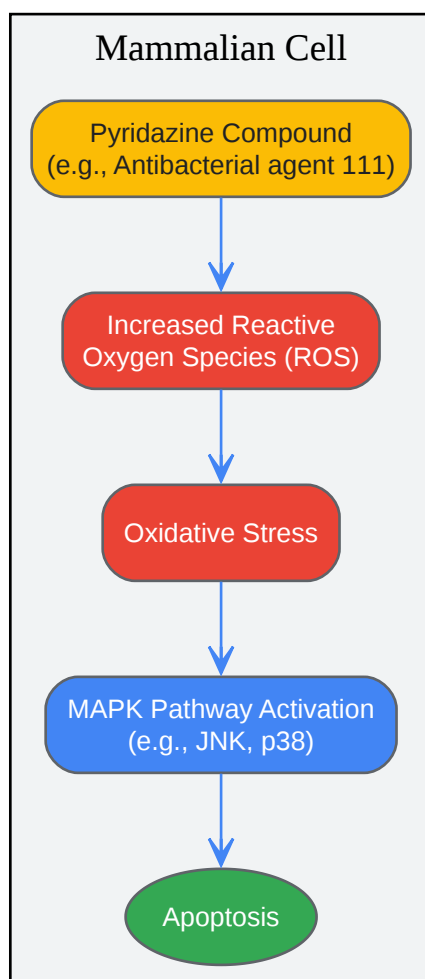 Mammalian Cell
Pyridazine Compound
(e.g., Antibacterial agent 111)
Increased Reactive
Oxygen Species (ROS)
Oxidative Stress
MAPK Pathway Activation
(e.g., JNK, p38)
Apoptosis